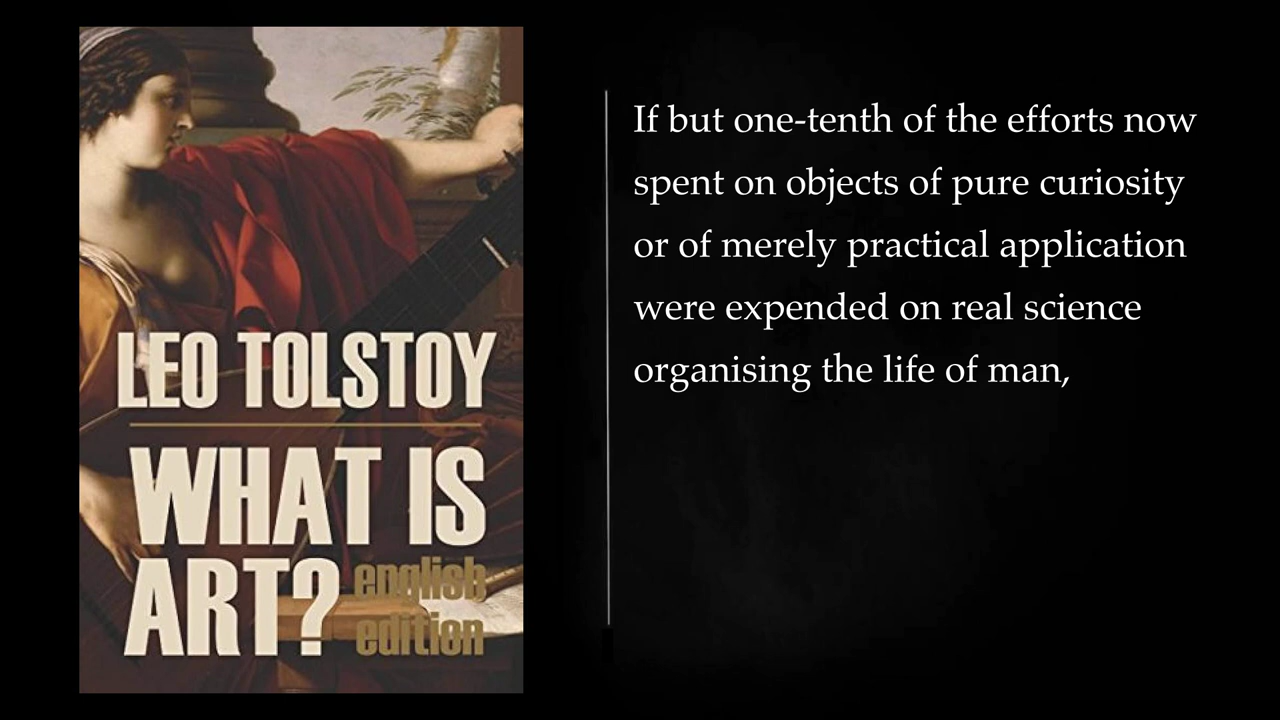 LEO TOLSTOY
WHAT IS
ART?
english
edition
If but one-tenth of the efforts now
spent on objects of pure curiosity
or of merely practical application
were expended on real science
organising the life of man,